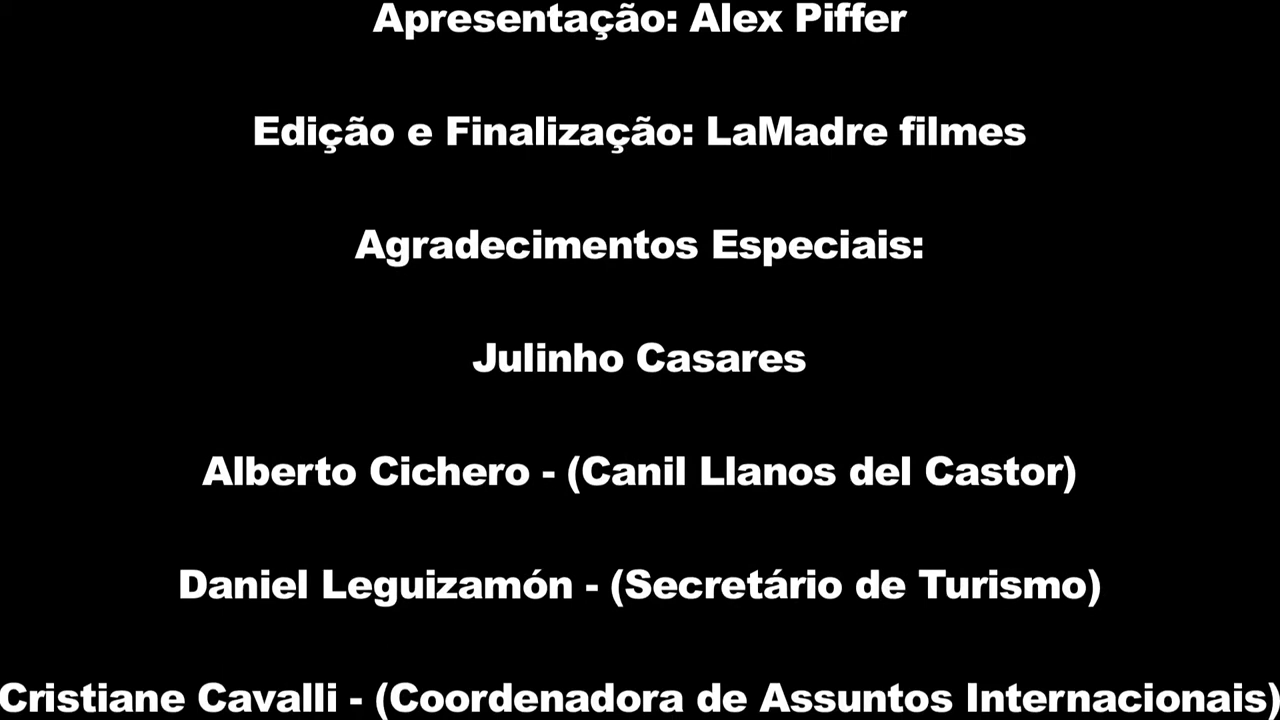 Apresentação: Alex Piffer
Edição e Finalização: LaMadre filmes
Agradecimentos Especiais:
Julinho Casares
Alberto Cichero - (Canil Llanos del Castor)
Daniel Leguizamón - (Secretário de Turismo)
Cristiane Cavalli - (Coordenadora de Assuntos Internacionais)